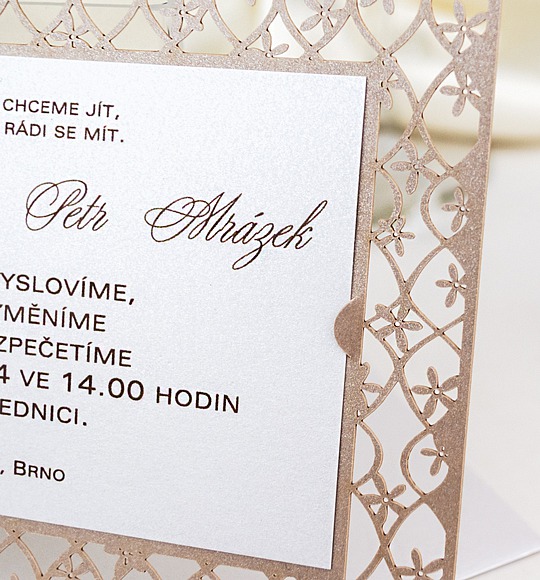 CHCEME JÍT,
RÁDI SE MÍT.
Petr Mrázek
YSLOVÍME,
YMĚNÍME
ZPEČETÍME
4 VE 14.00 HODIN
EDNICI.
, BRNO